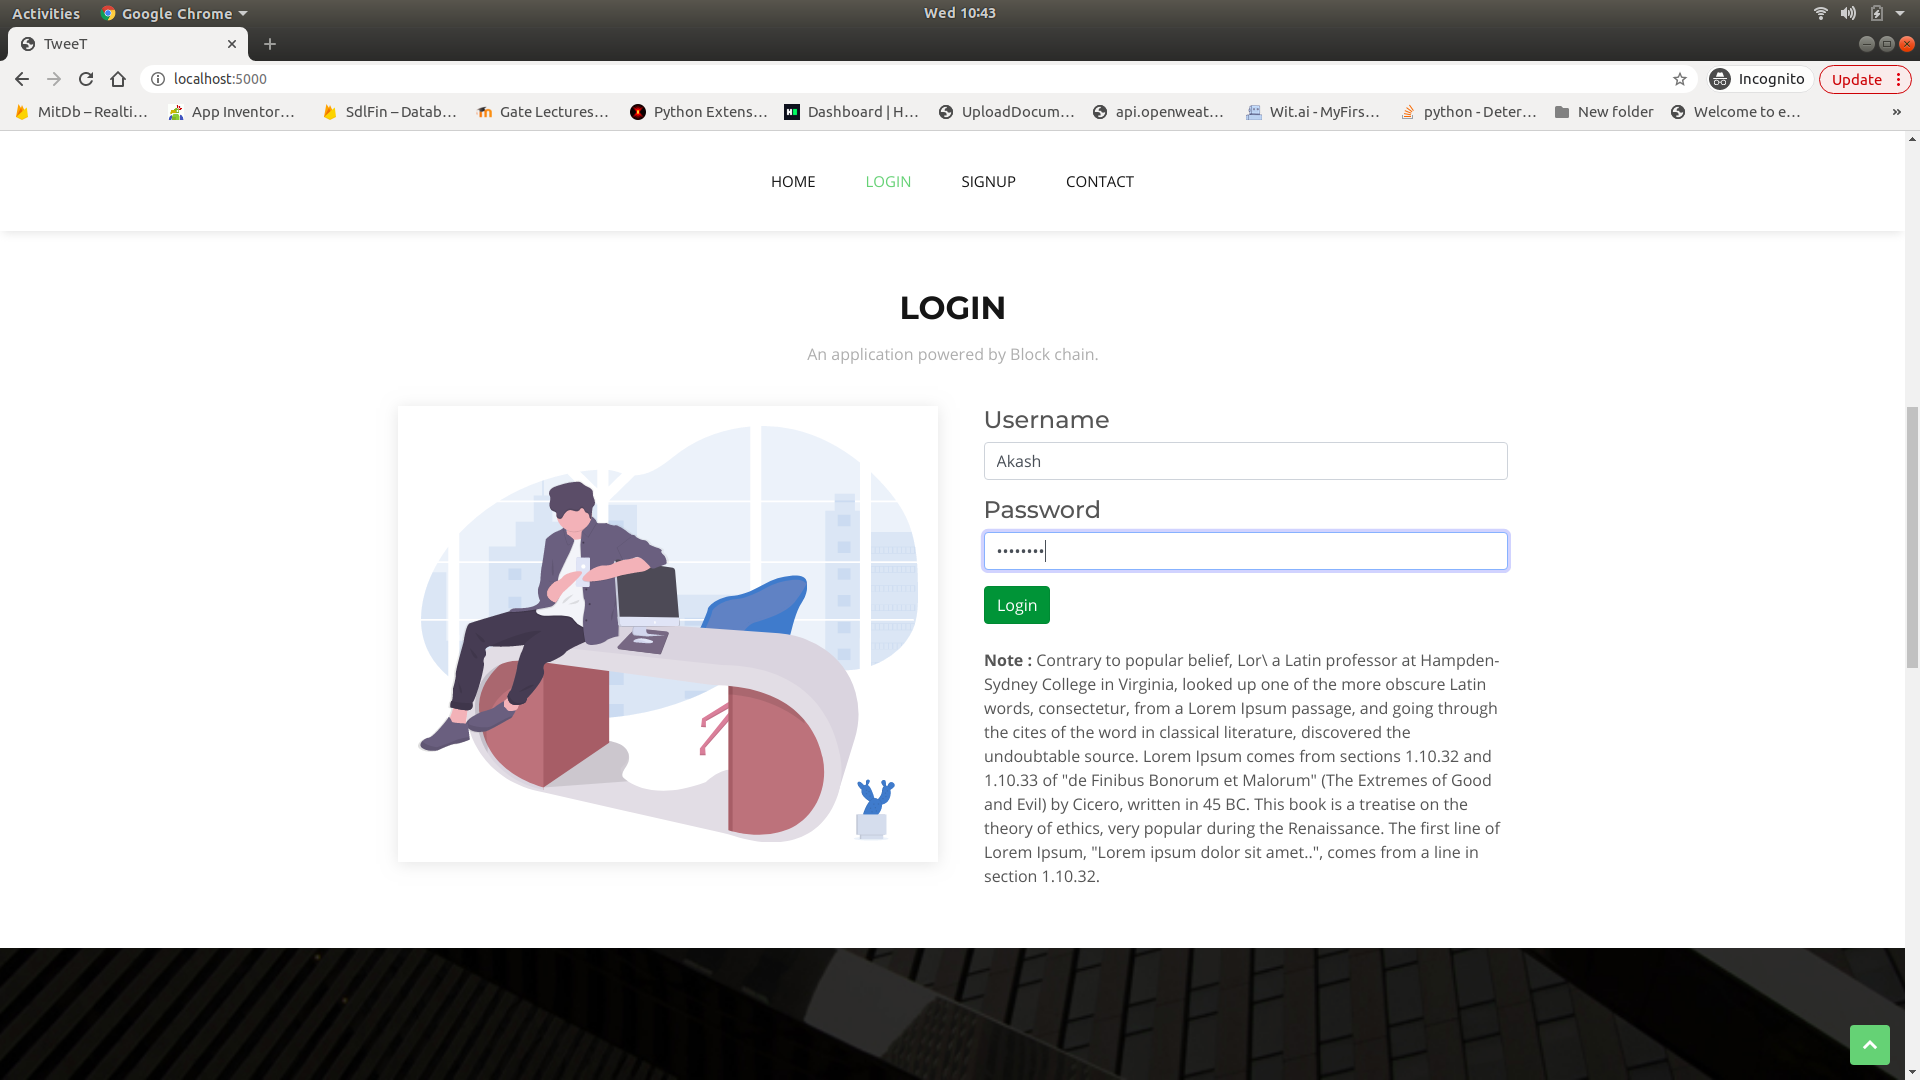 Activities Google Chrome Wed 10:43
TweeT
localhost:5000 Incognito Update
MitDb – Realti… App Inventor… SdlFin – Datab… Gate Lectures… Python Extens… Dashboard | H… UploadDocum… api.openweat… Wit.ai - MyFirs… python - Deter… New folder Welcome to e… »
HOME LOGIN SIGNUP CONTACT
LOGIN
An application powered by Block chain.
Username
Akash
Password
••••••••
Login
Note : Contrary to popular belief, Lor\ a Latin professor at Hampden-
Sydney College in Virginia, looked up one of the more obscure Latin
words, consectetur, from a Lorem Ipsum passage, and going through
the cites of the word in classical literature, discovered the
undoubtable source. Lorem Ipsum comes from sections 1.10.32 and
1.10.33 of "de Finibus Bonorum et Malorum" (The Extremes of Good
and Evil) by Cicero, written in 45 BC. This book is a treatise on the
theory of ethics, very popular during the Renaissance. The first line of
Lorem Ipsum, "Lorem ipsum dolor sit amet..", comes from a line in
section 1.10.32.